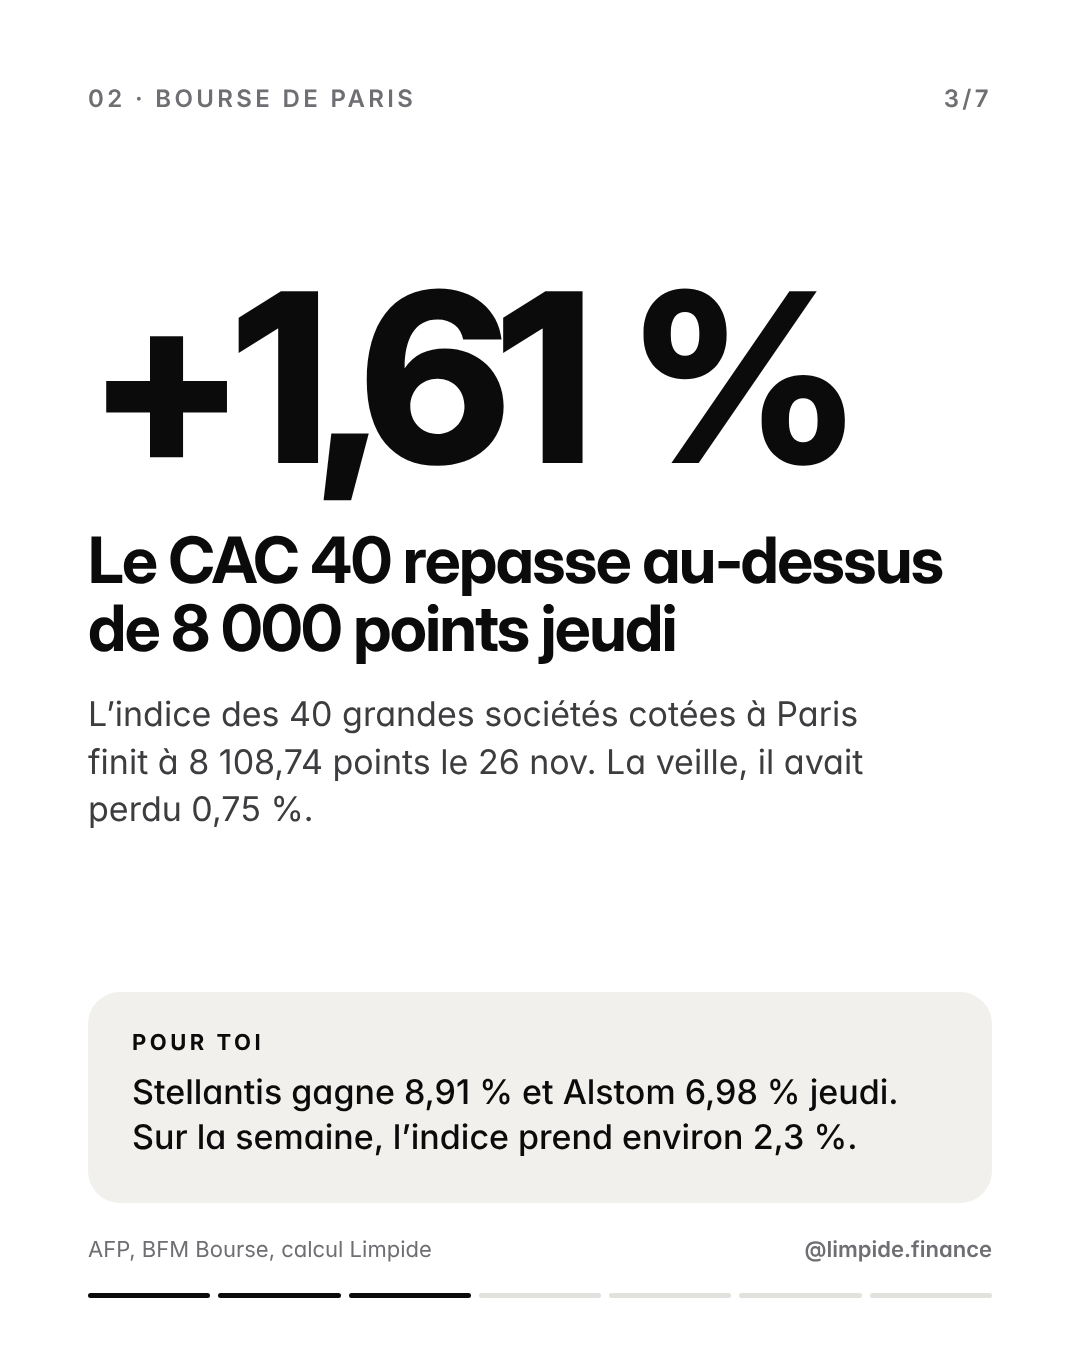 02 · BOURSE DE PARIS
3/7
+1,61 %
Le CAC 40 repasse au-dessus
de 8 000 points jeudi
L’indice des 40 grandes sociétés cotées à Paris
finit à 8 108,74 points le 26 nov. La veille, il avait
perdu 0,75 %.
POUR TOI
Stellantis gagne 8,91 % et Alstom 6,98 % jeudi.
Sur la semaine, l’indice prend environ 2,3 %.
AFP, BFM Bourse, calcul Limpide
@limpide.finance